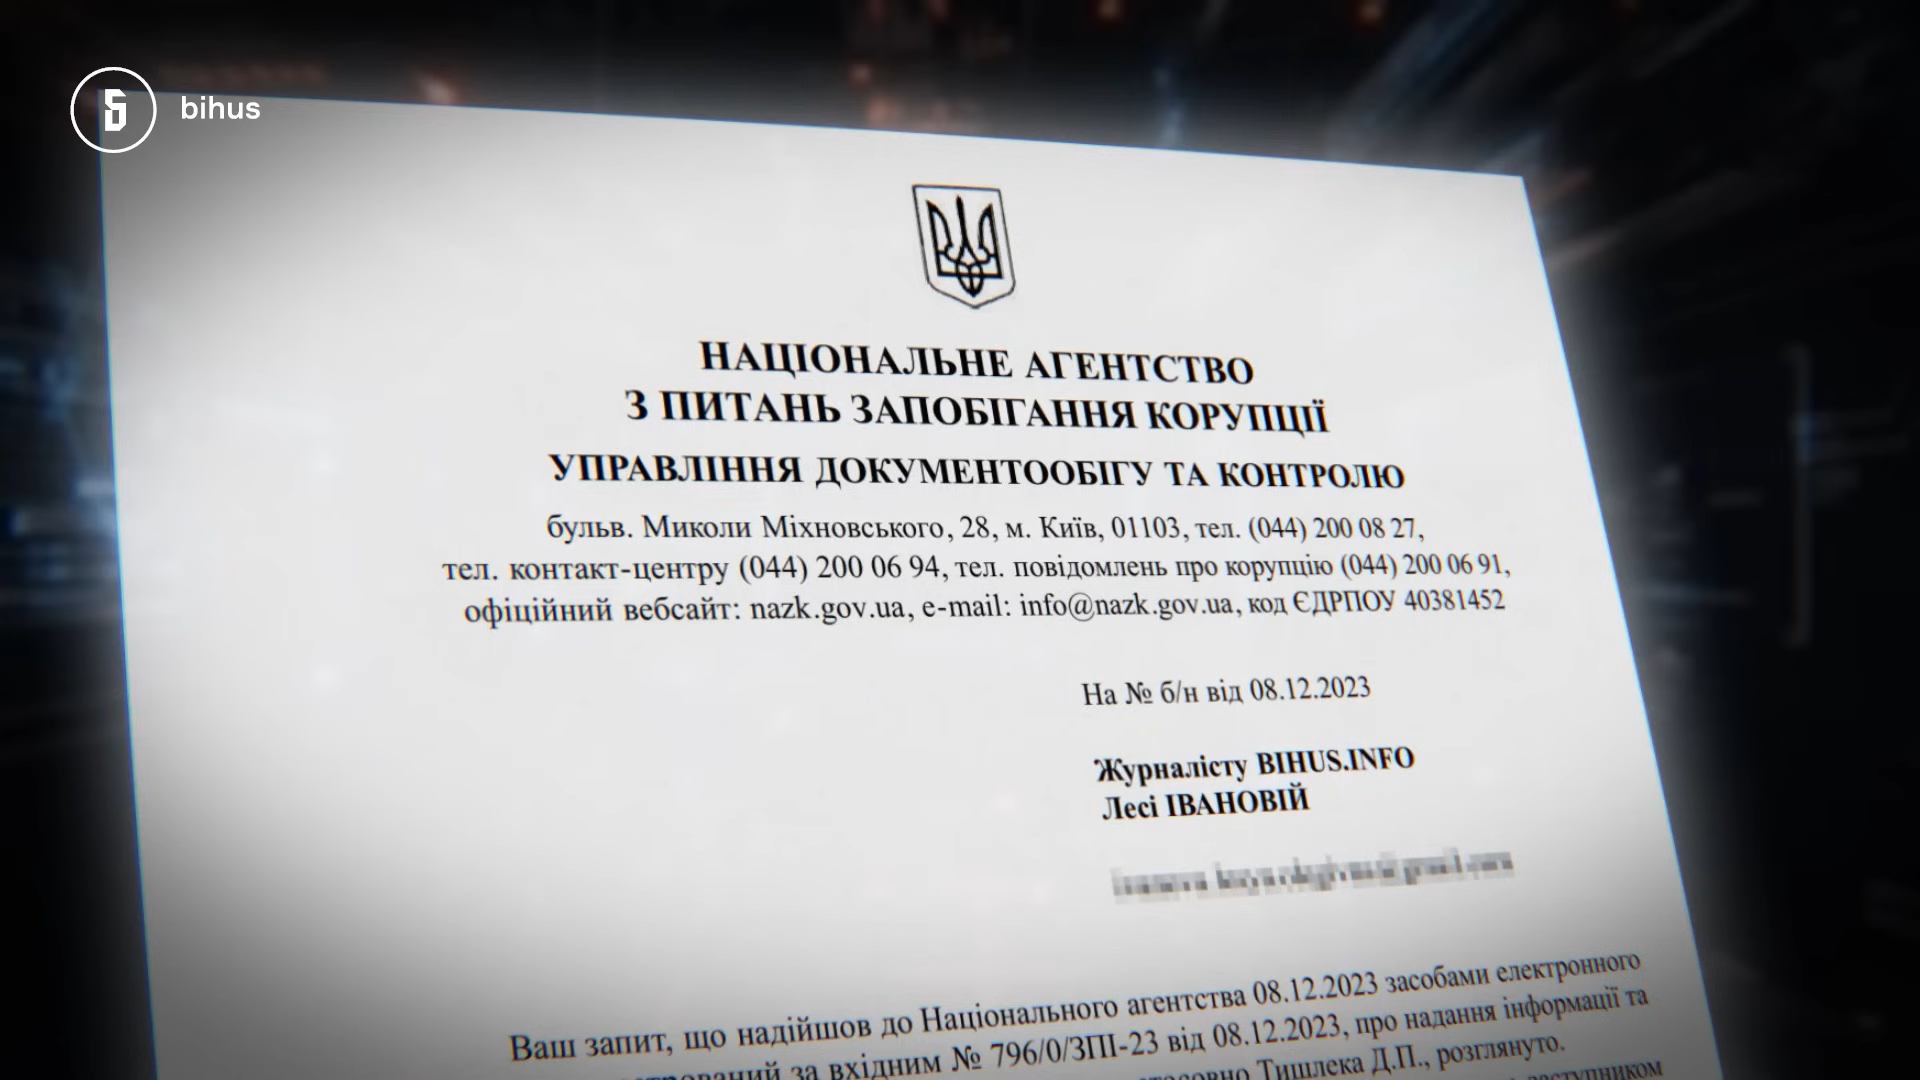 bihus
НАЦІОНАЛЬНЕ АГЕНТСТВО
З ПИТАНЬ ЗАПОБІГАННЯ КОРУПЦІЇ
УПРАВЛІННЯ ДОКУМЕНТООБІГУ ТА КОНТРОЛЮ
бульв. Миколи Міхновського, 28, м. Київ, 01103, тел. (044) 200 08 27,
тел. контакт-центру (044) 200 06 94, тел. повідомлень про корупцію (044) 200 06 91,
офіційний вебсайт: nazk.gov.ua, e-mail: info@nazk.gov.ua, код ЄДРПОУ 40381452
На № б/н від 08.12.2023
Журналісту BIHUS.INFO
Лесі ІВАНОВІЙ
Ваш запит, що надійшов до Національного агентства 08.12.2023 засобами електронного
за вхідним № 796/0/ЗПІ-23 від 08.12.2023, про надання інформації та
Тишлека Д.П., розглянуто.